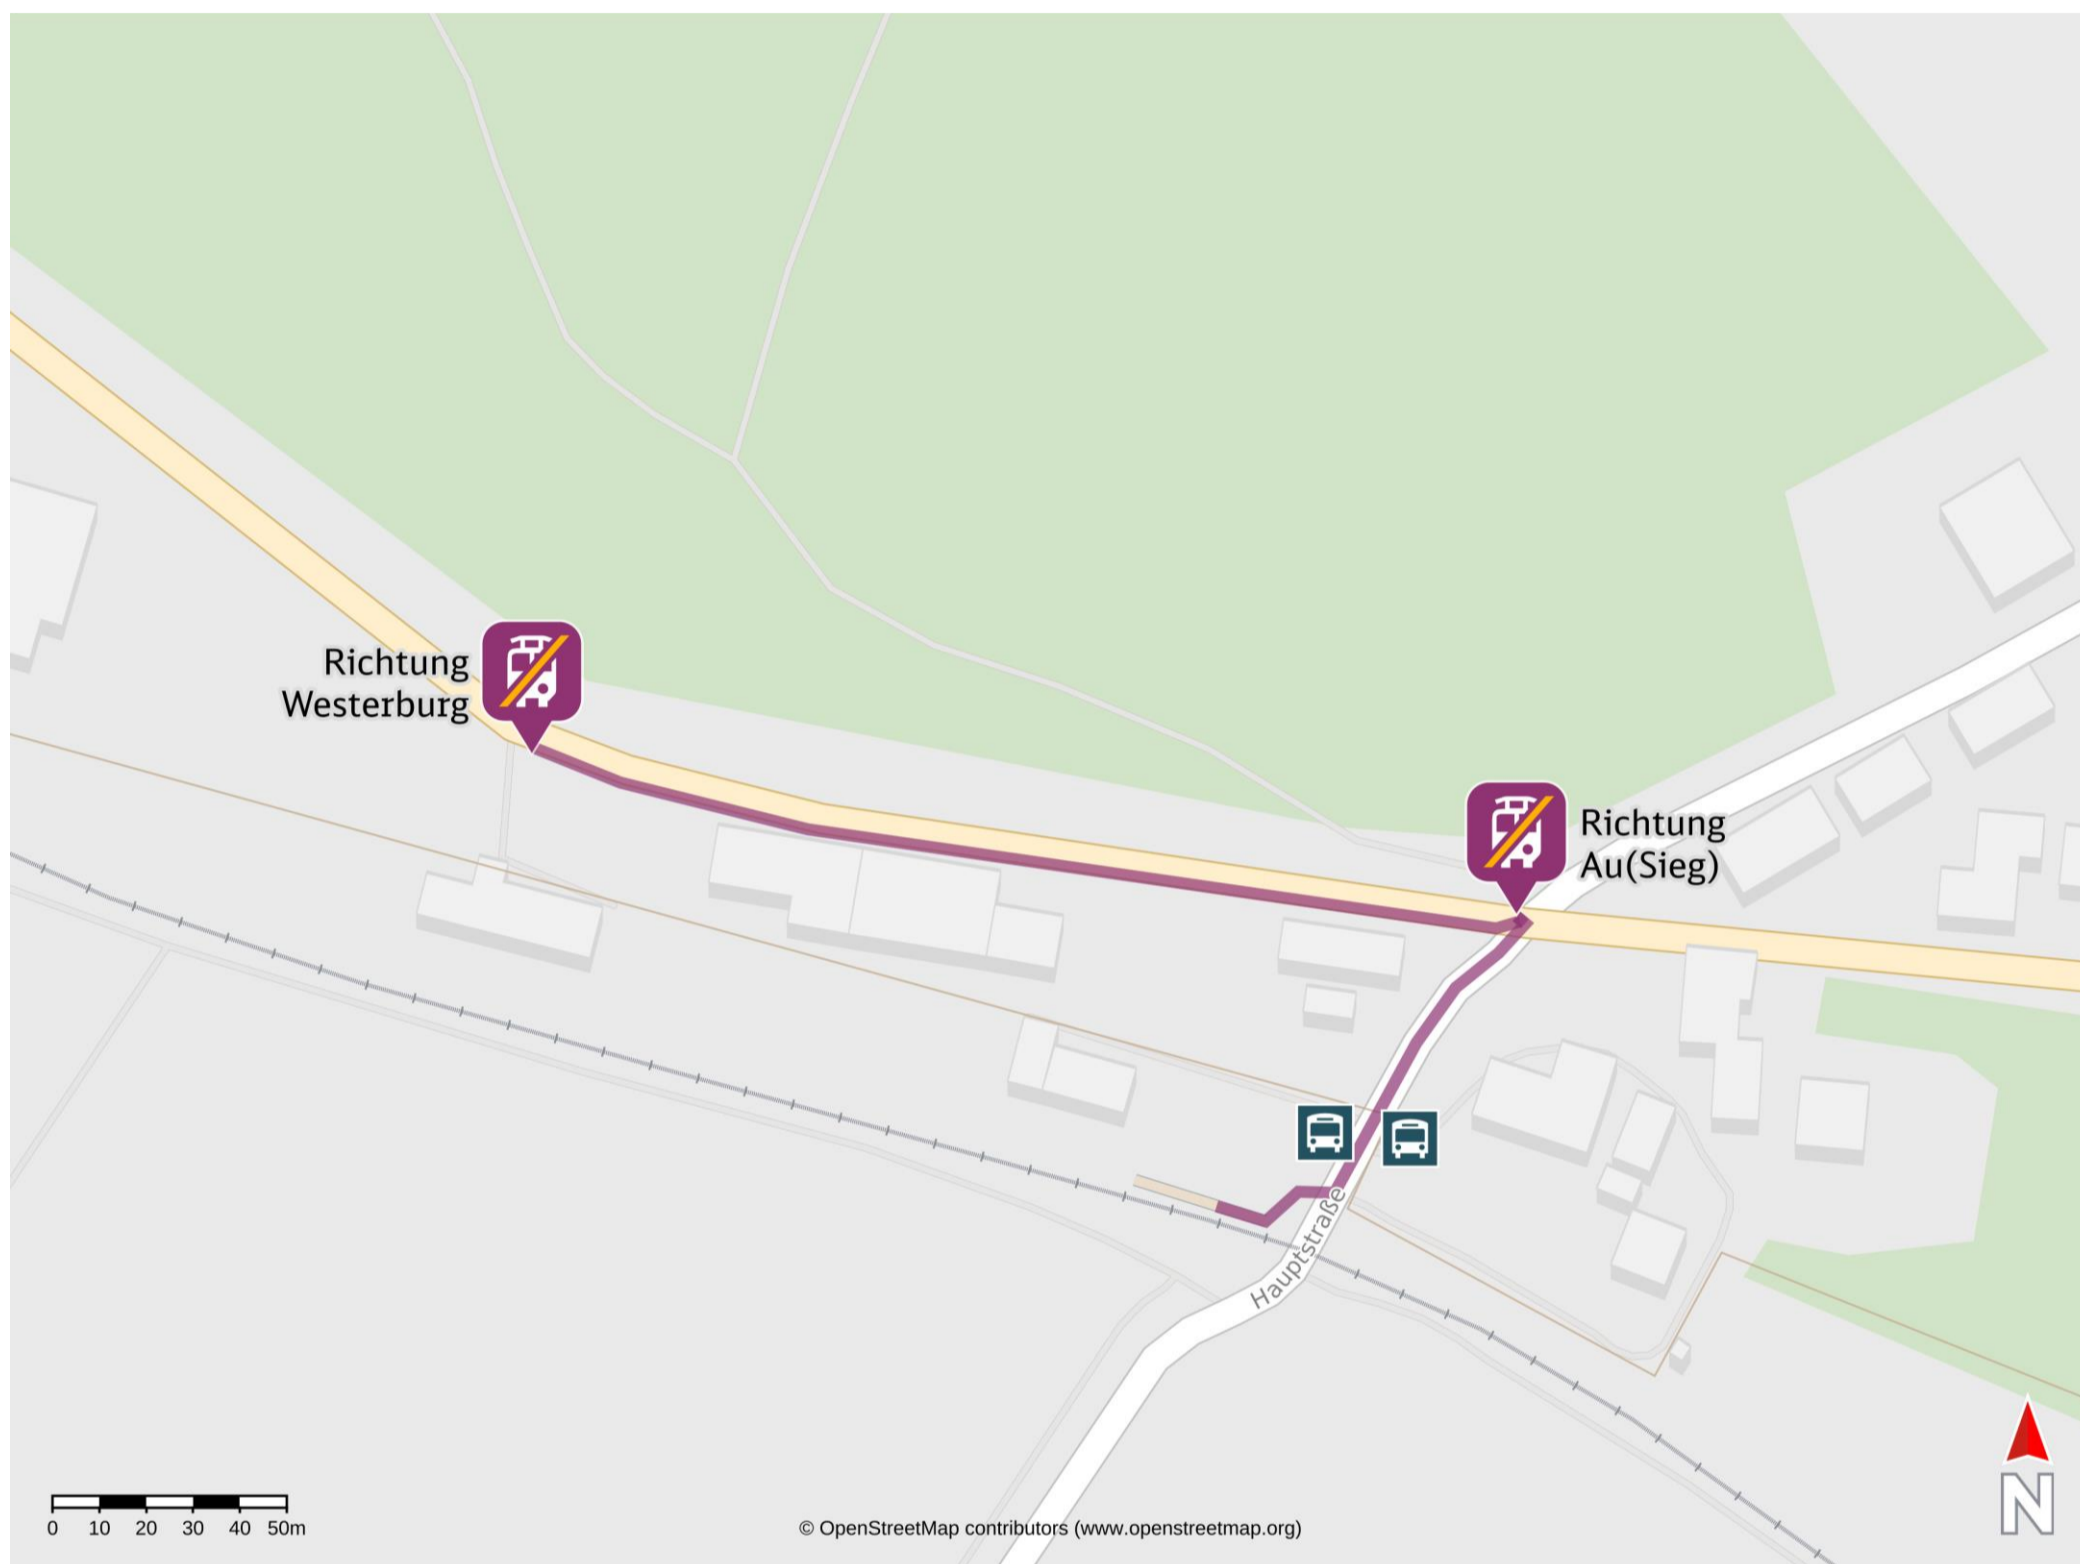 Richtung
Westerburg
Richtung
Au(Sieg)
Hauptstraße
0 10 20 30 40 50m
© OpenStreetMap contributors (www.openstreetmap.org)
N